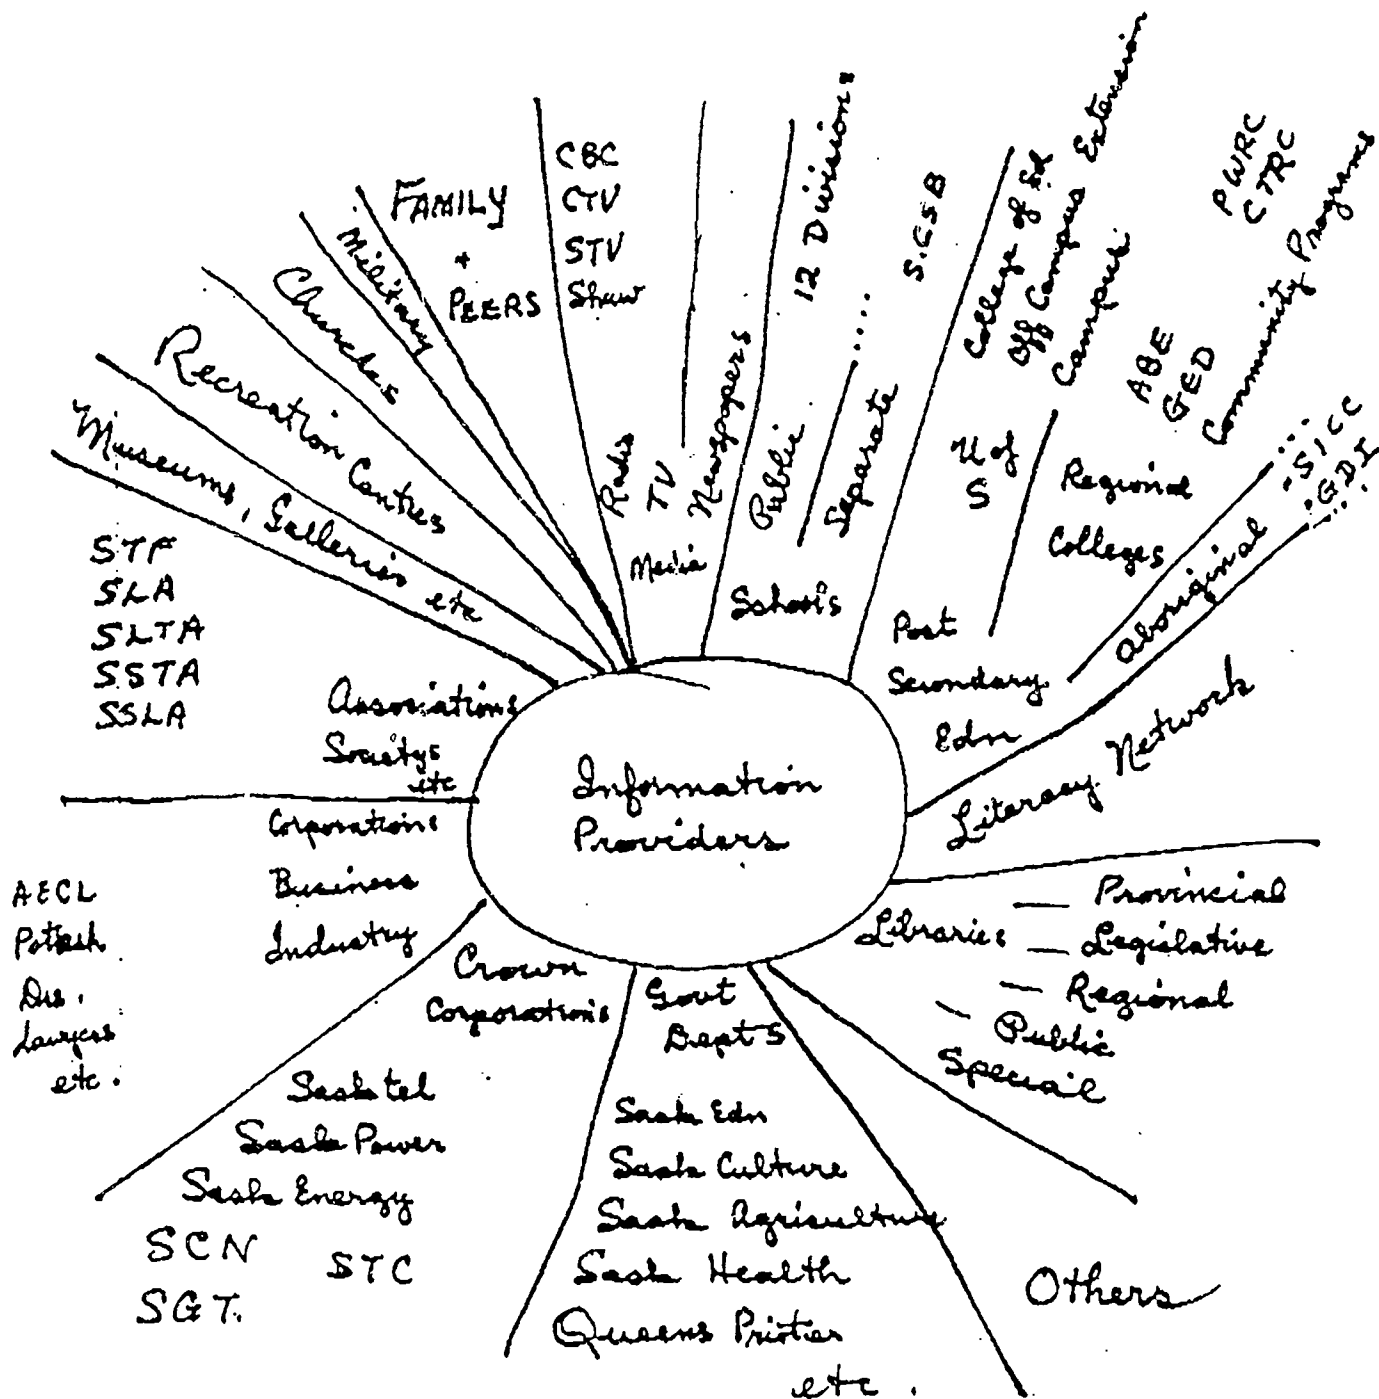 Information
Providers
FAMILY
+
PEERS
CBC
CTV
STV
Shaw
Radio
TV
Newspapers
Media
12 Divisions
Public
.....
Separate
S.CSB
Schools
College of Ed
Off Campus Extension
Campus
U of
S
PWRC
CTRC
ABE
GED
Community Programs
Regional
Colleges
Aboriginal
...
SICC
GDI
...
Post
Secondary
Edn
Literacy Network
Libraries
— Provincial
— Legislative
— Regional
— Public
Special
Others
Govt
Depts
Sask Edn
Sask Culture
Sask Agriculture
Sask Health
Queens Printer
etc.
Crown
Corporations
Sask tel
Sask Power
Sask Energy
SCN
STC
SGT.
Corporations
Business
Industry
AECL
Potash
Drs.
Lawyers
etc.
Associations
Societys
etc
STF
SLA
SLTA
SSTA
SSLA
Museums, Galleries etc
Recreation Centres
Churches
Military